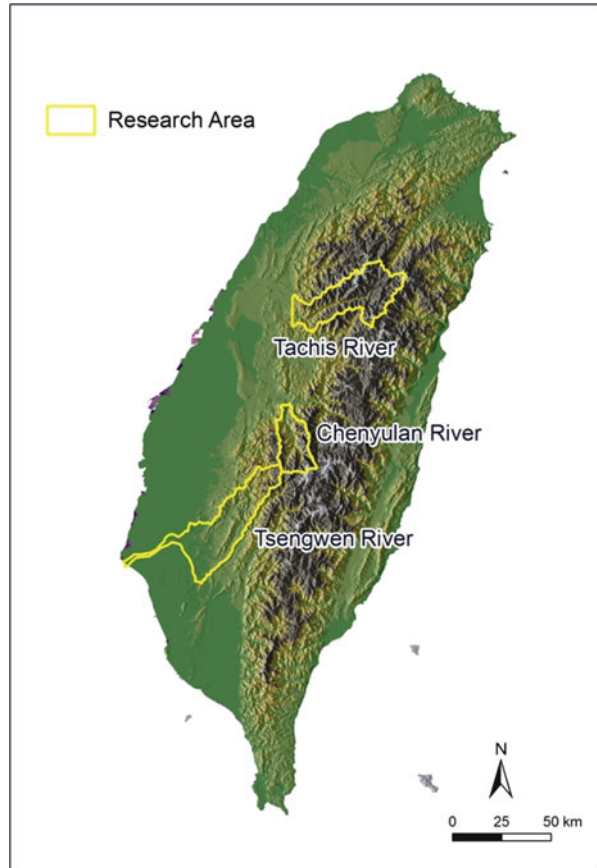 Research Area
Tachis River
Chenyulan River
Tsengwen River
N
0 25 50 km